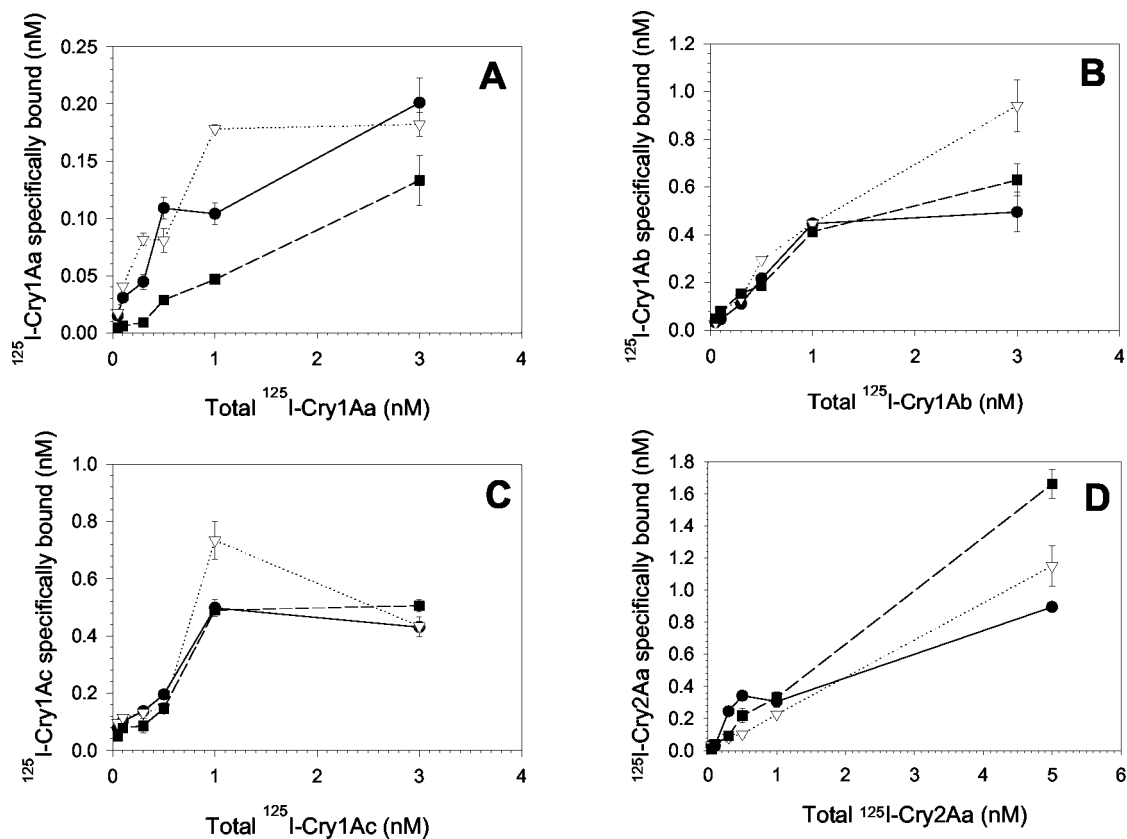 A
¹²⁵I-Cry1Aa specifically bound (nM)
0.25
0.20
0.15
0.10
0.05
0.00
0 1 2 3 4
Total ¹²⁵I-Cry1Aa (nM)
B
¹²⁵I-Cry1Ab specifically bound (nM)
1.2
1.0
0.8
0.6
0.4
0.2
0.0
0 1 2 3 4
Total ¹²⁵I-Cry1Ab (nM)
C
¹²⁵I-Cry1Ac specifically bound (nM)
1.0
0.8
0.6
0.4
0.2
0.0
0 1 2 3 4
Total ¹²⁵I-Cry1Ac (nM)
D
¹²⁵I-Cry2Aa specifically bound (nM)
1.8
1.6
1.4
1.2
1.0
0.8
0.6
0.4
0.2
0.0
0 1 2 3 4 5 6
Total ¹²⁵I-Cry2Aa (nM)